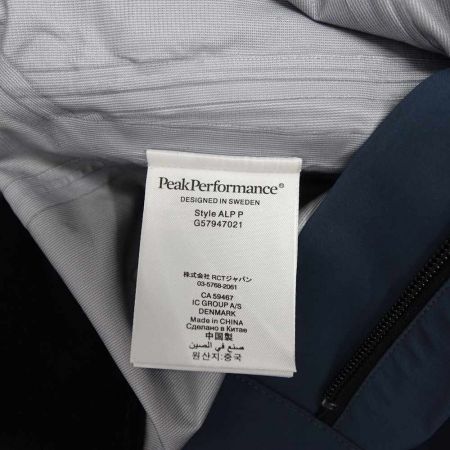 PeakPerformance®
DESIGNED IN SWEDEN
Style ALP P
G57947021
株式会社 RCTジャパン
03-5768-2061
CA 59467
IC GROUP A/S
DENMARK
Made in CHINA
Сделано в Китае
中国製
صنع في الصين
원산지:중국